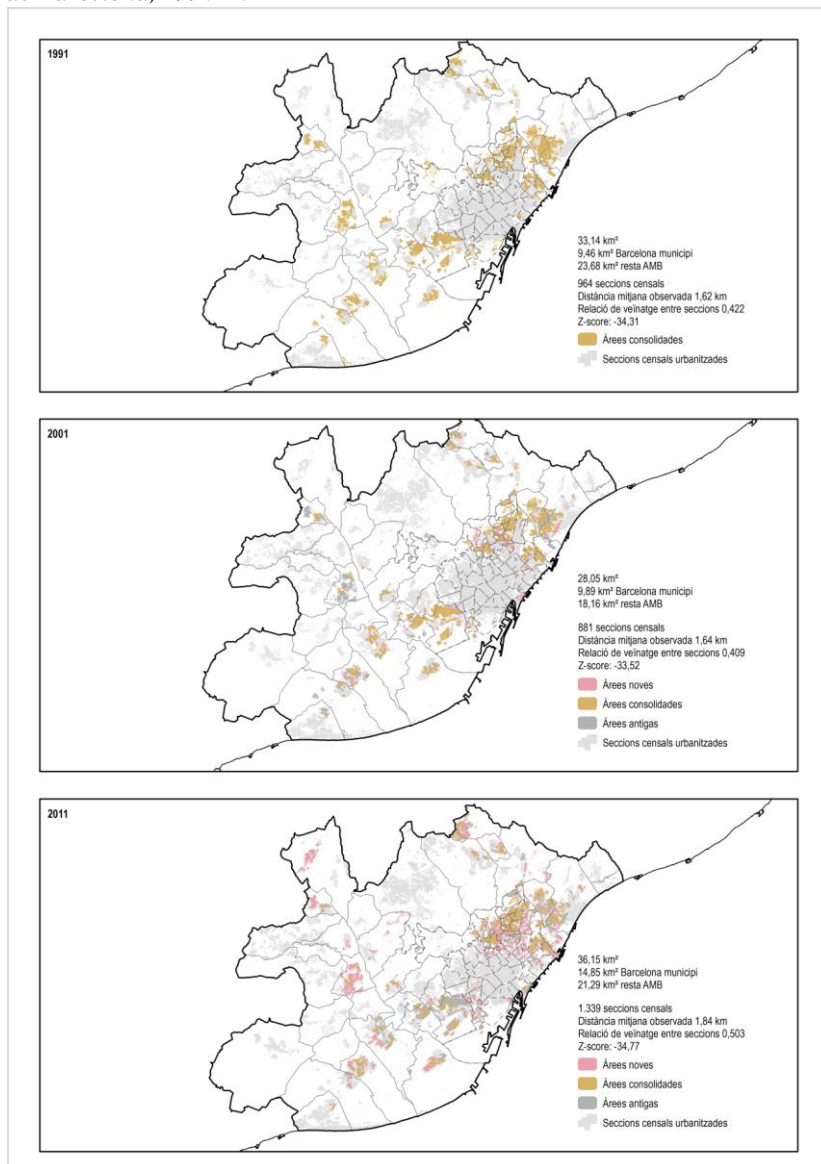 1991
33,14 km²
9,46 km² Barcelona municipi
23,68 km² resta AMB
964 seccions censals
Distància mitjana observada 1,62 km
Relació de veïnatge entre seccions 0,422
Z-score: -34,31
Àrees consolidades
Seccions censals urbanitzades
2001
28,05 km²
9,89 km² Barcelona municipi
18,16 km² resta AMB
881 seccions censals
Distància mitjana observada 1,64 km
Relació de veïnatge entre seccions 0,409
Z-score: -33,52
Àrees noves
Àrees consolidades
Àrees antigas
Seccions censals urbanitzades
2011
36,15 km²
14,85 km² Barcelona municipi
21,29 km² resta AMB
1.339 seccions censals
Distància mitjana observada 1,84 km
Relació de veïnatge entre seccions 0,503
Z-score: -34,77
Àrees noves
Àrees consolidades
Àrees antigas
Seccions censals urbanitzades